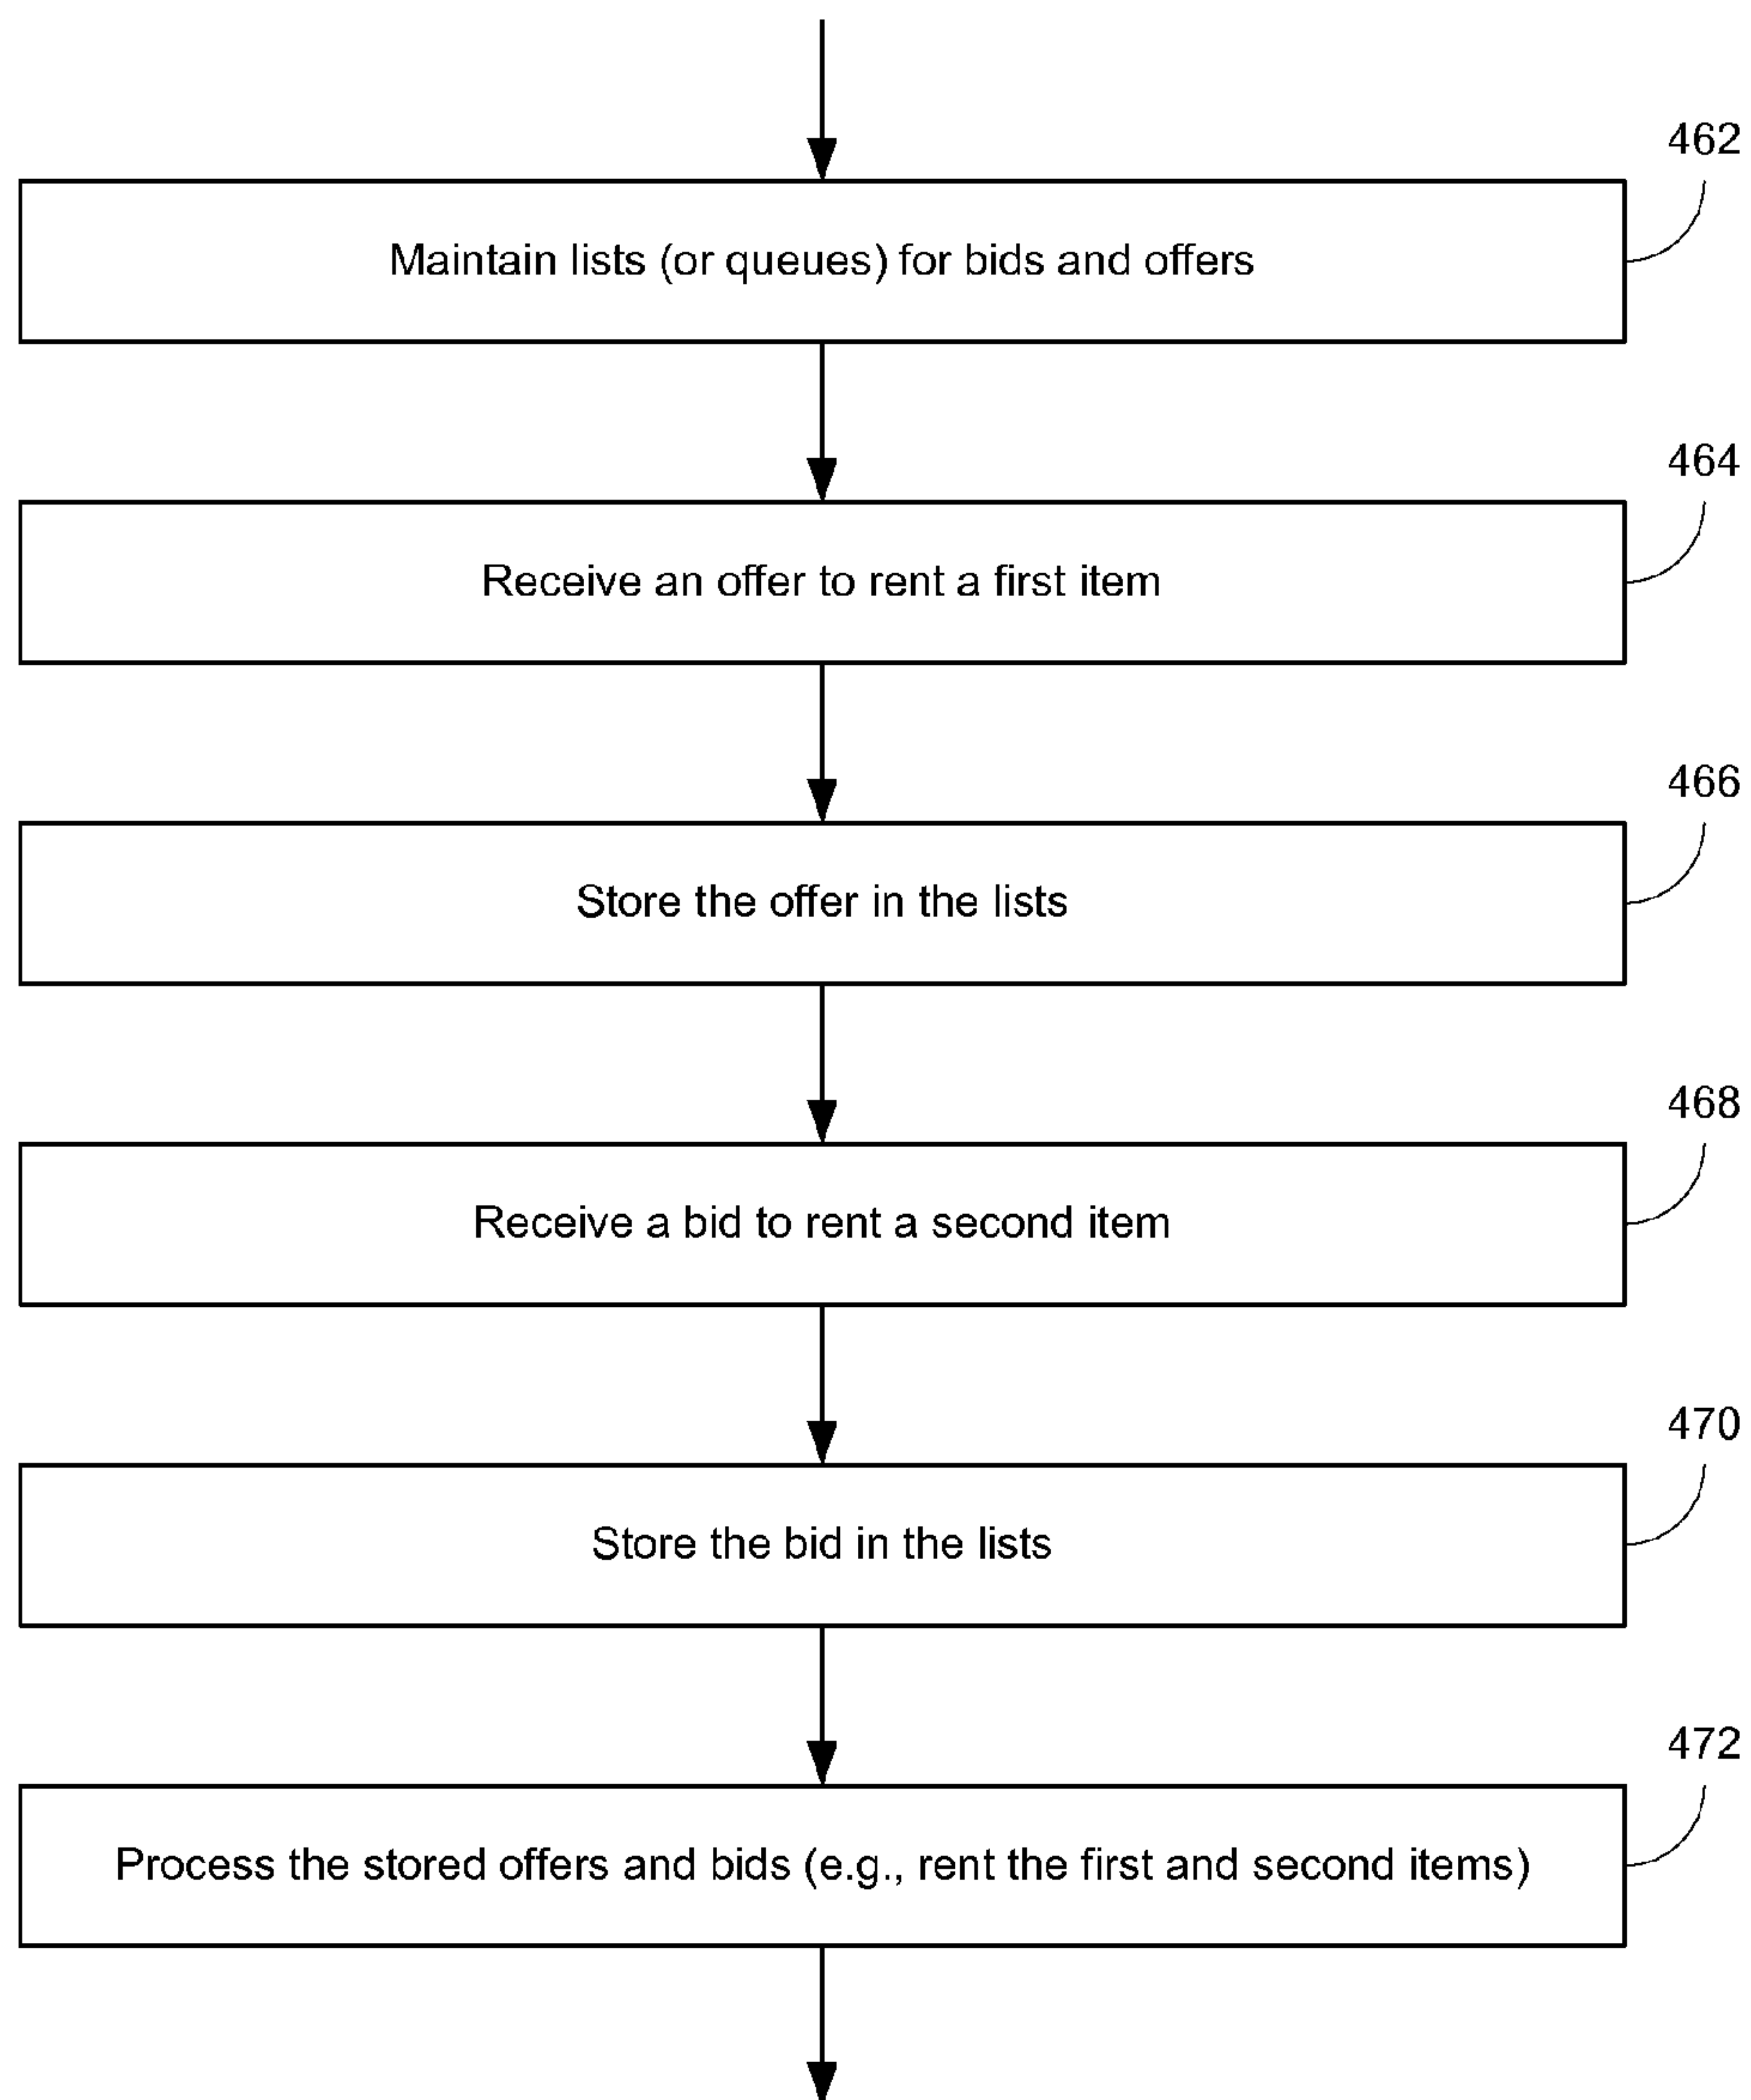 462
Maintain lists (or queues) for bids and offers
464
Receive an offer to rent a first item
466
Store the offer in the lists
468
Receive a bid to rent a second item
470
Store the bid in the lists
472
Process the stored offers and bids (e.g., rent the first and second items)